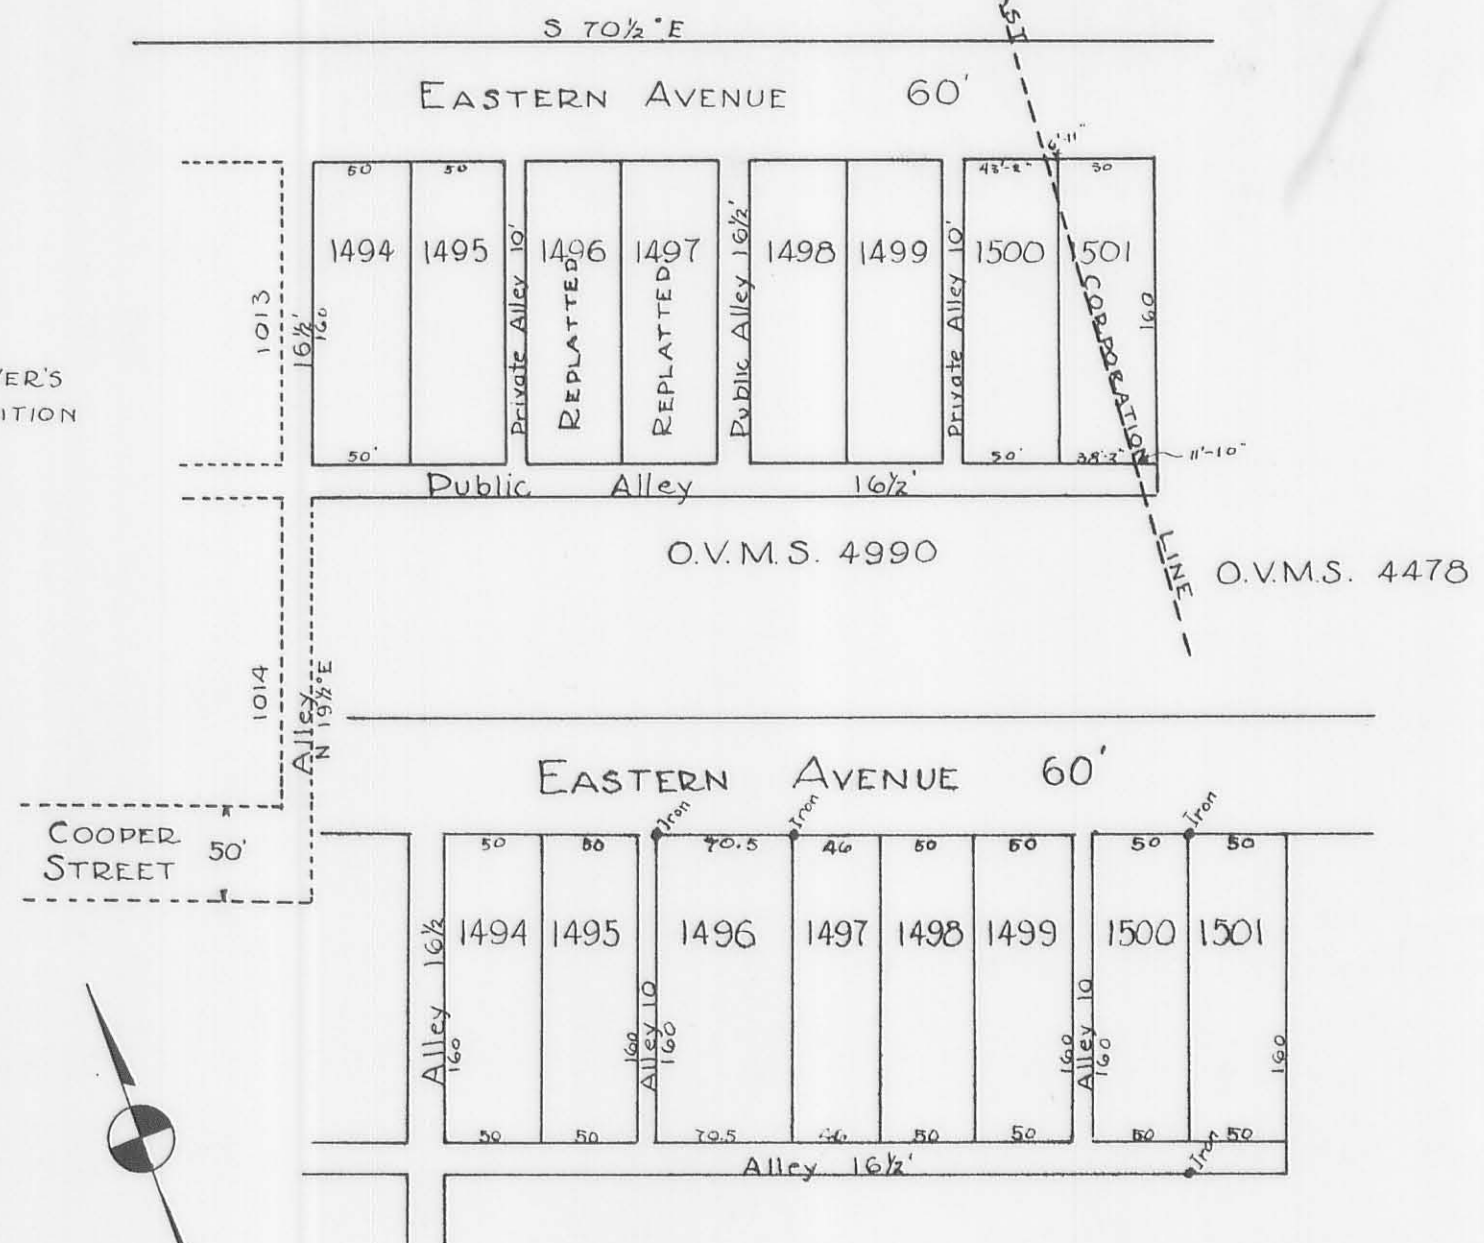 S 70½°E
EASTERN AVENUE 60'
50
50
43'-2"
6'-11"
50
1494
1495
1496
1497
1498
1499
1500
1501
1013
16½'
160
Private Alley 10'
REPLATTED
REPLATTED
Public Alley 16½'
Private Alley 10'
CORPORATION
160
ITION
50'
50'
38'-2"
11'-10"
Public Alley 16½'
O.V.M.S. 4990
LINE
O.V.M.S. 4478
1014
Alley
N 19½°E
EASTERN AVENUE 60'
COOPER
STREET
50'
Iron
Iron
Iron
50
50
70.5
46
50
50
50
50
1494
1495
1496
1497
1498
1499
1500
1501
Alley 16½
160
160
Alley 10
160
160
Alley 10
160
160
50
50
70.5
46
50
50
50
50
Iron
Alley 16½'